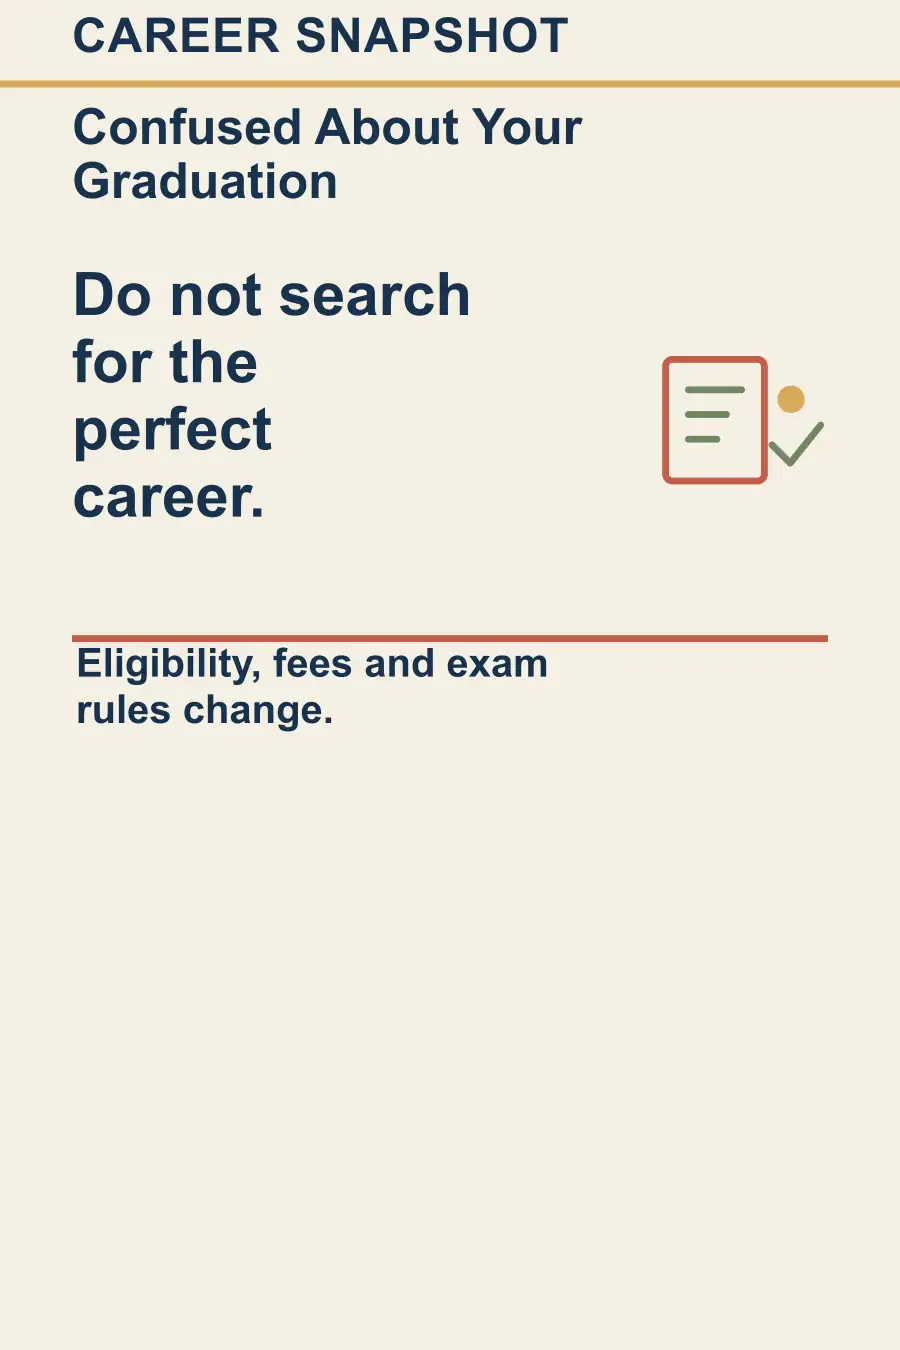 CAREER SNAPSHOT
Confused About Your
Graduation
Do not search
for the
perfect
career.
Eligibility, fees and exam
rules change.